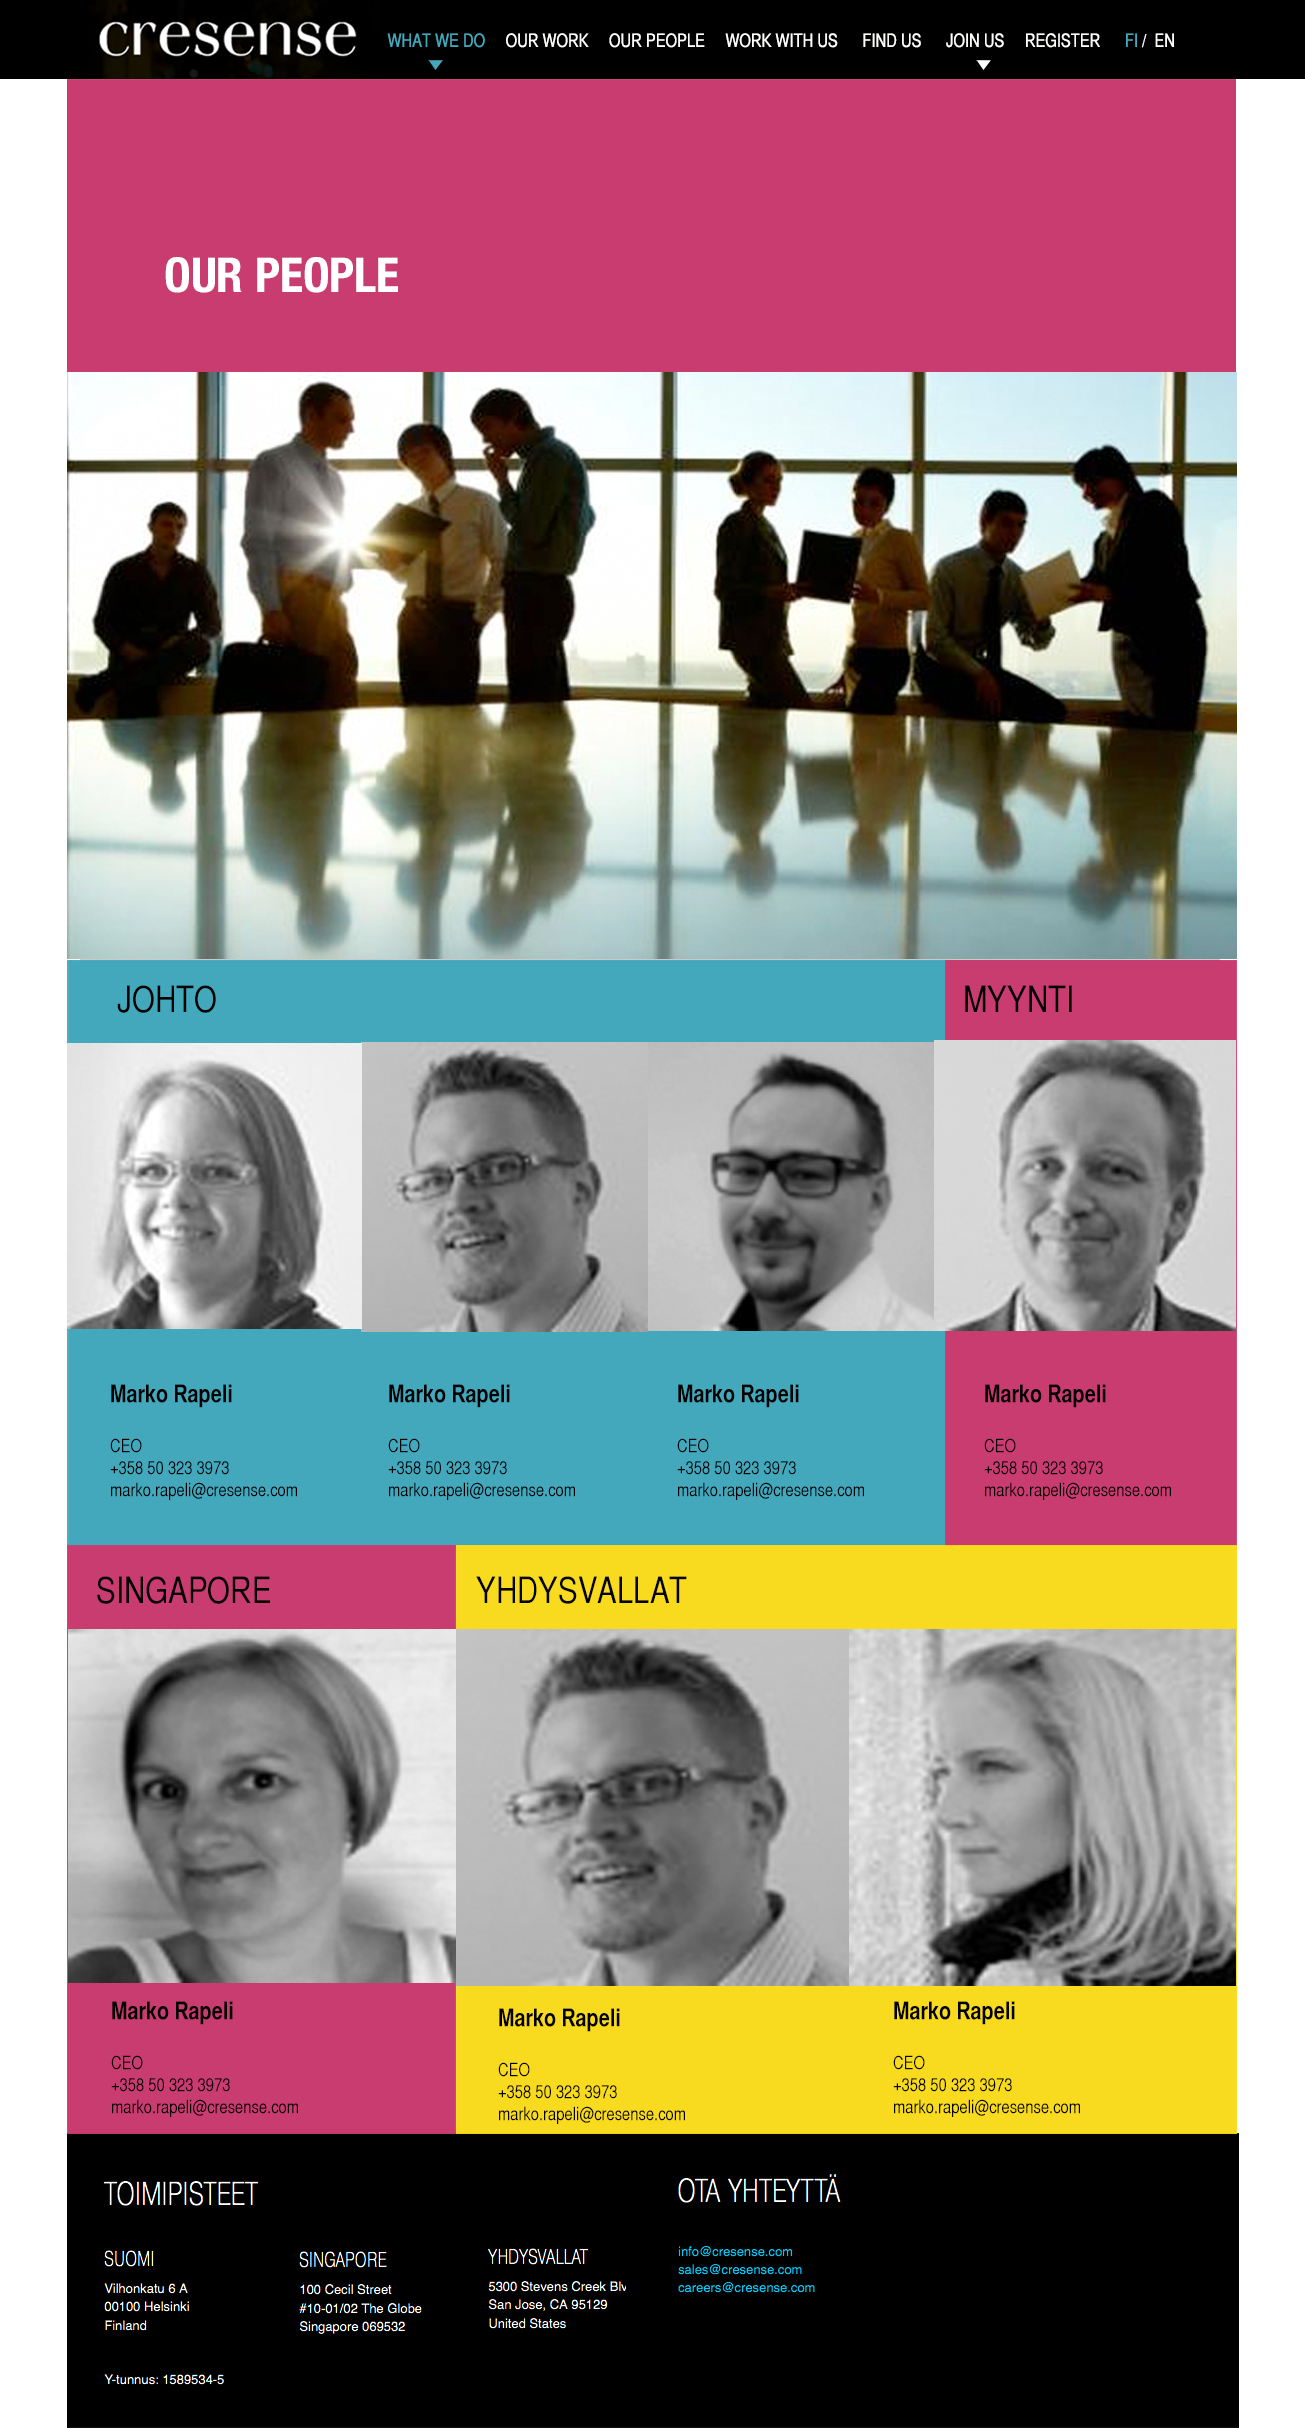 cresense
WHAT WE DO OUR WORK OUR PEOPLE WORK WITH US FIND US JOIN US REGISTER FI / EN
OUR PEOPLE
JOHTO
MYYNTI
Marko Rapeli
CEO
+358 50 323 3973
marko.rapeli@cresense.com
Marko Rapeli
CEO
+358 50 323 3973
marko.rapeli@cresense.com
Marko Rapeli
CEO
+358 50 323 3973
marko.rapeli@cresense.com
Marko Rapeli
CEO
+358 50 323 3973
marko.rapeli@cresense.com
SINGAPORE
YHDYSVALLAT
Marko Rapeli
CEO
+358 50 323 3973
marko.rapeli@cresense.com
Marko Rapeli
CEO
+358 50 323 3973
marko.rapeli@cresense.com
Marko Rapeli
CEO
+358 50 323 3973
marko.rapeli@cresense.com
TOIMIPISTEET
SUOMI
Vilhonkatu 6 A
00100 Helsinki
Finland
Y-tunnus: 1589534-5
SINGAPORE
100 Cecil Street
#10-01/02 The Globe
Singapore 069532
YHDYSVALLAT
5300 Stevens Creek Blv
San Jose, CA 95129
United States
OTA YHTEYTTÄ
info@cresense.com
sales@cresense.com
careers@cresense.com